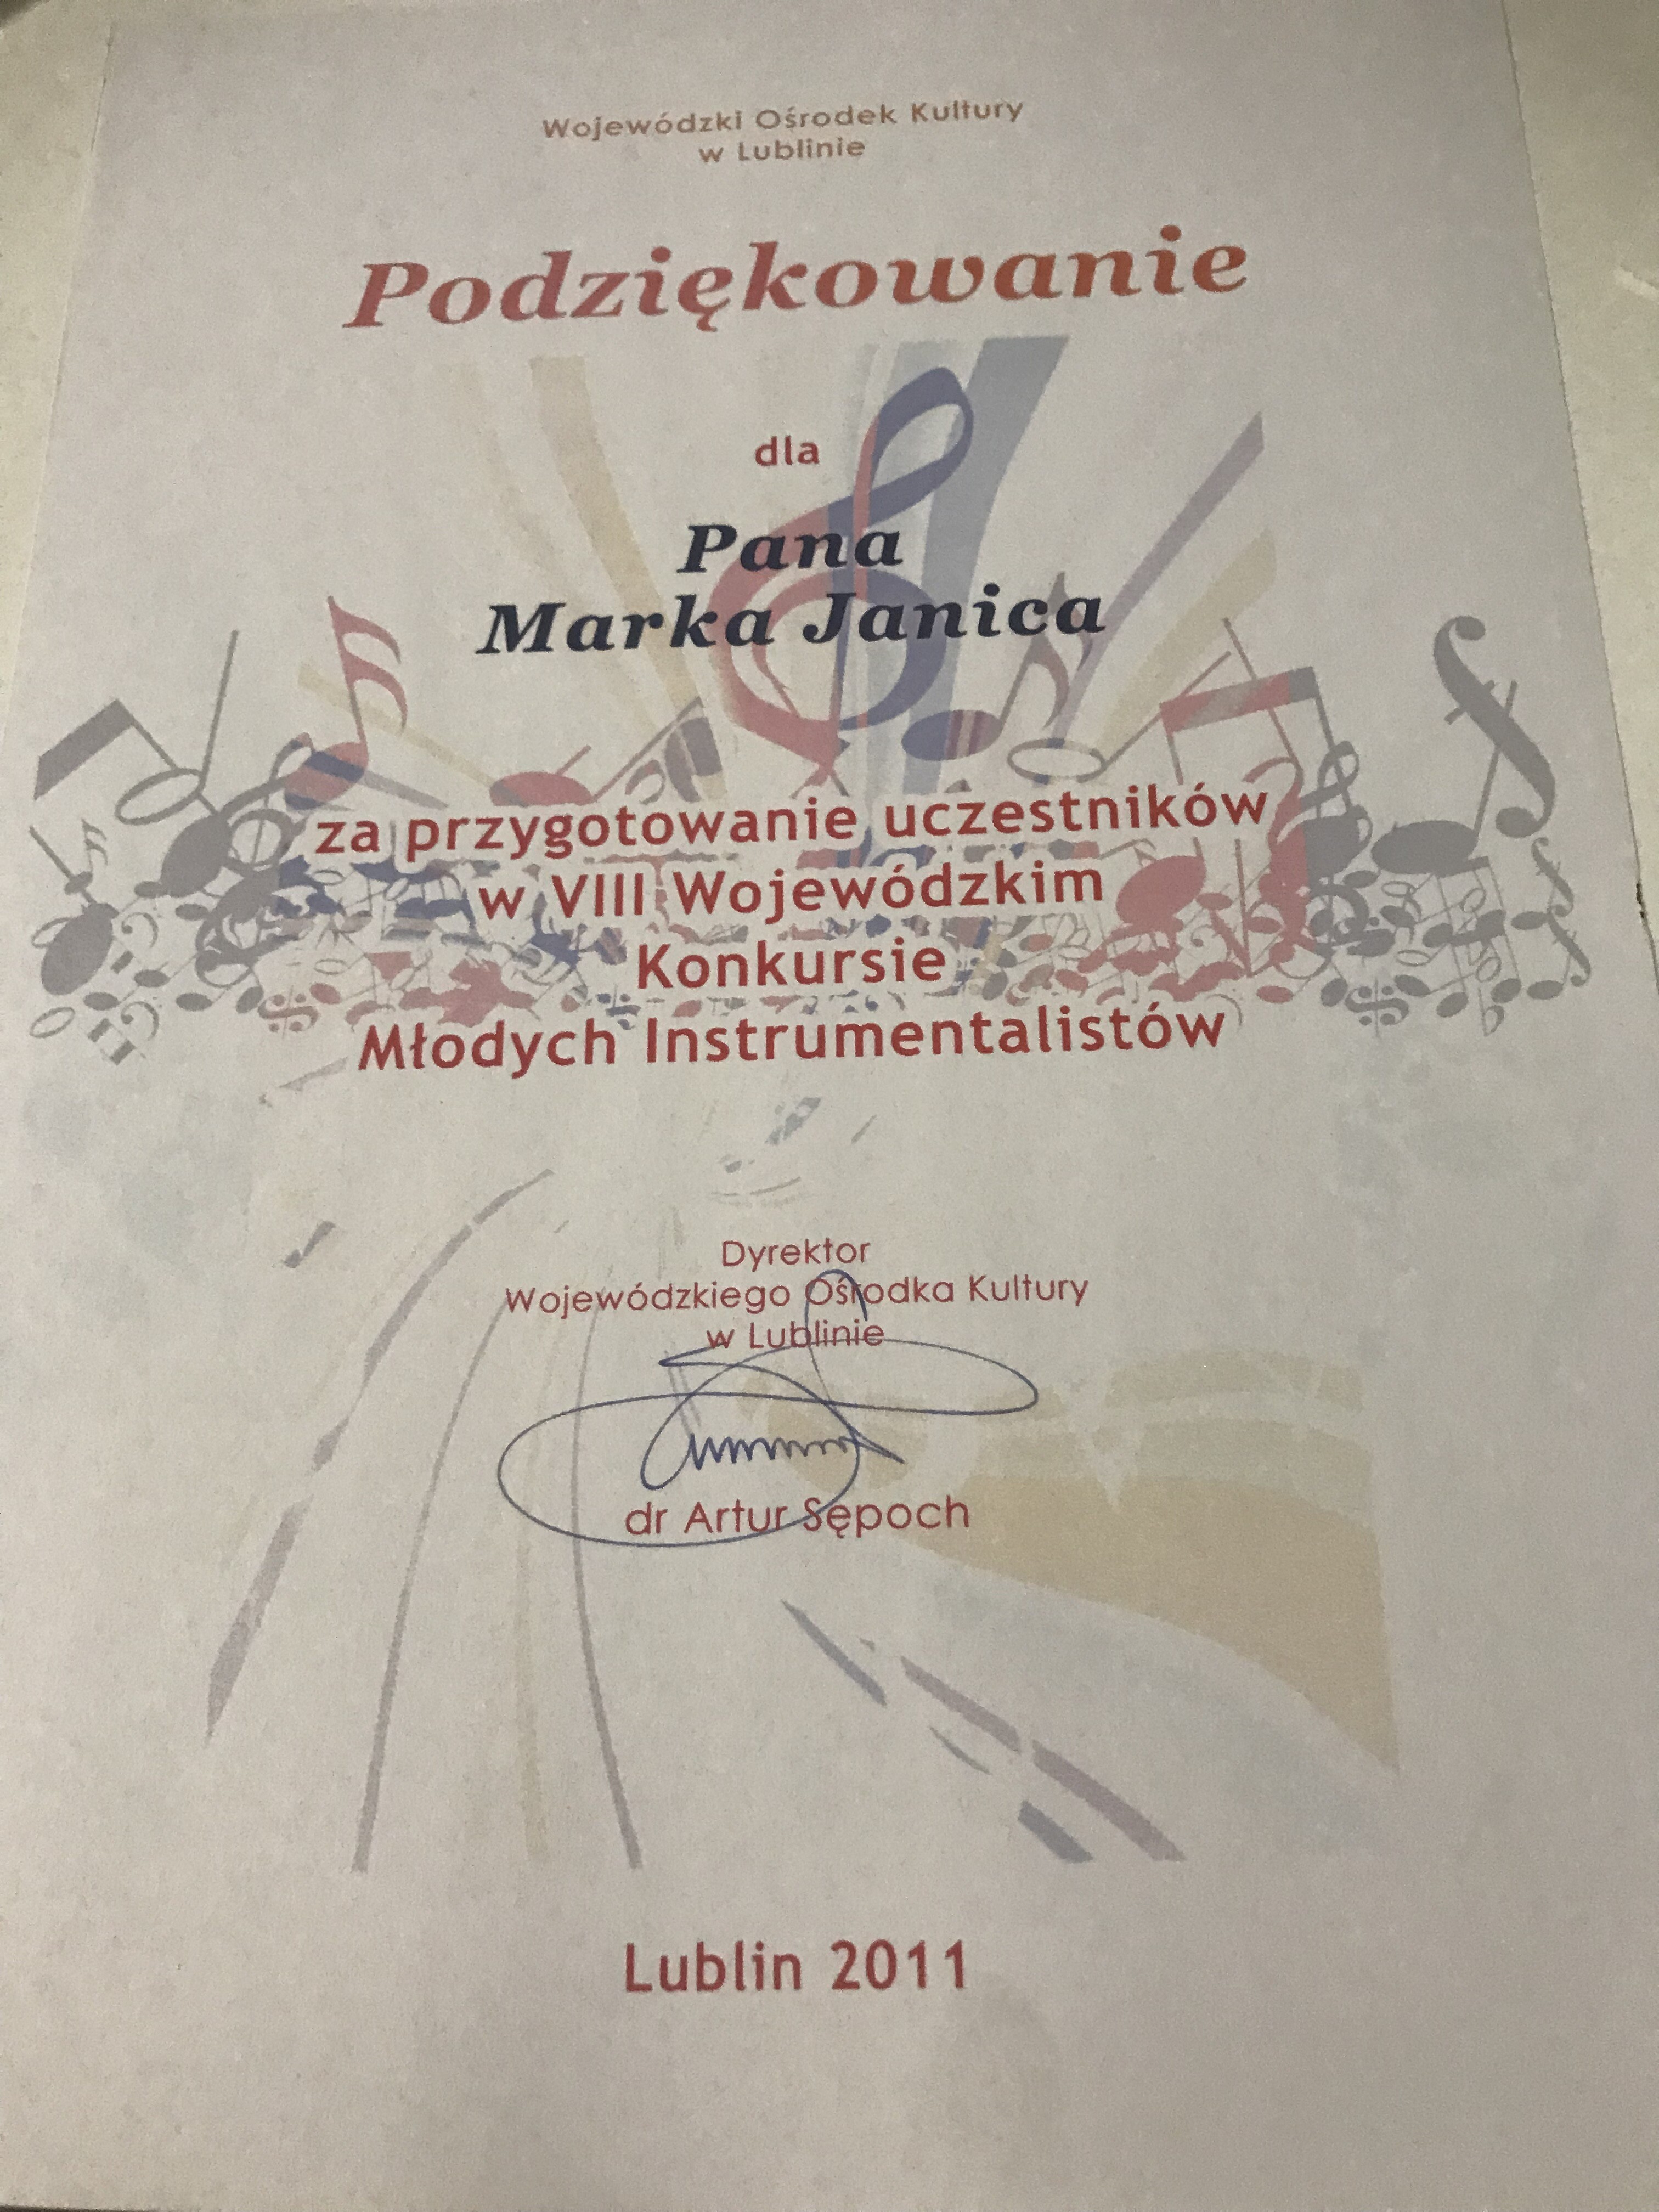 Wojewódzki Ośrodek Kultury
w Lublinie
Podziękowanie
dla
Pana
Marka Janica
za przygotowanie uczestników
w VIII Wojewódzkim
Konkursie
Młodych Instrumentalistów
Dyrektor
Wojewódzkiego Ośrodka Kultury
w Lublinie
dr Artur Sępoch
Lublin 2011